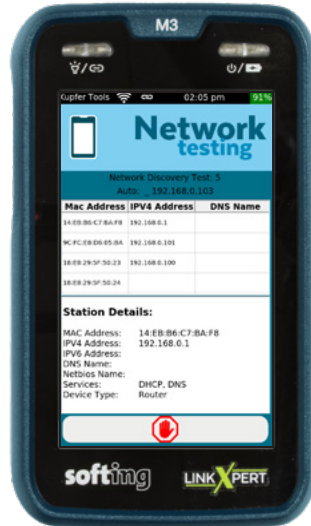 M3
Kupfer Tools 02:05 pm 91%
Network
testing
Network Discovery Test: 5
Auto: _ 192.168.0.103
Mac Address IPV4 Address DNS Name
14:EB:B6:C7:BA:F8 192.168.0.1
9C:FC:E8:D6:05:BA 192.168.0.101
18:E8:29:5F:50:23 192.168.0.100
18:E8:29:5F:50:24
Station Details:
MAC Address: 14:EB:B6:C7:BA:F8
IPV4 Address: 192.168.0.1
IPV6 Address:
DNS Name:
Netbios Name:
Services: DHCP, DNS
Device Type: Router
softing LINKXPERT